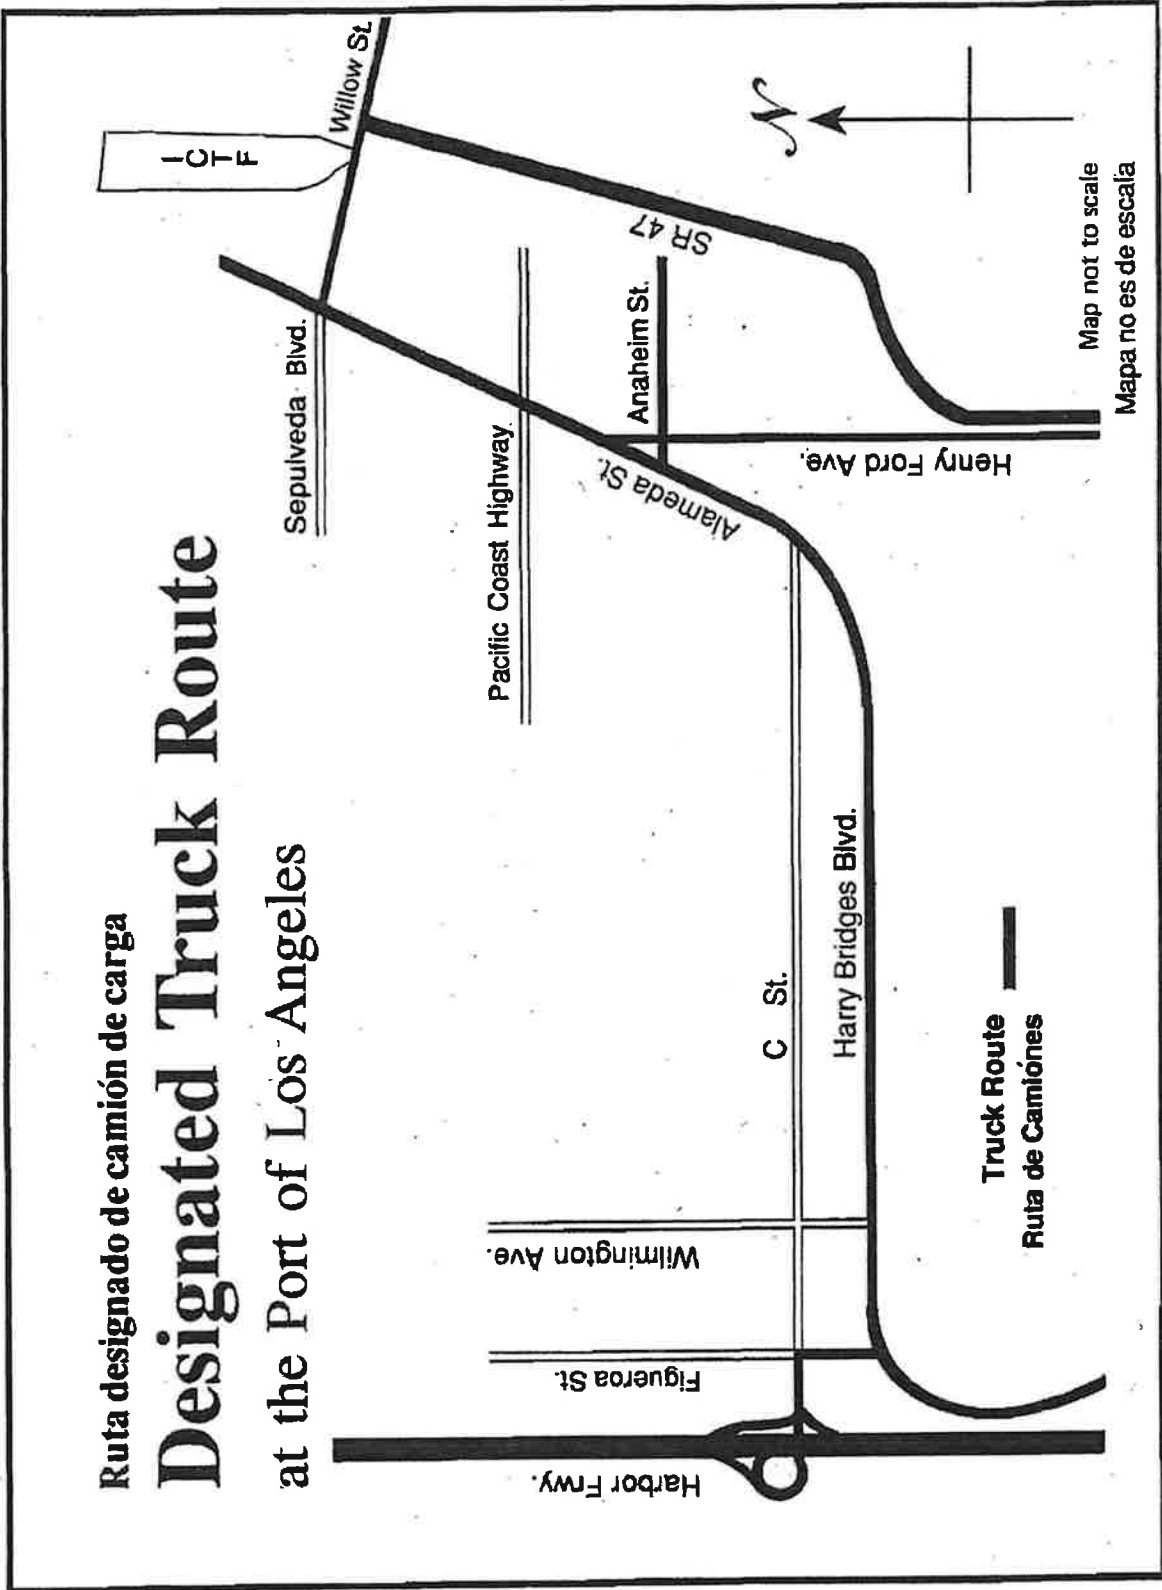 Ruta designado de camión de carga
Designated Truck Route
at the Port of Los Angeles
I
C
T
F
Willow St.
Sepulveda Blvd.
Pacific Coast Highway
SR 47
Anaheim St.
Alameda St.
Henry Ford Ave.
C St.
Harry Bridges Blvd.
Wilmington Ave.
Figueroa St.
Harbor Frwy.
N
Truck Route
Ruta de Camiónes
Map not to scale
Mapa no es de escala